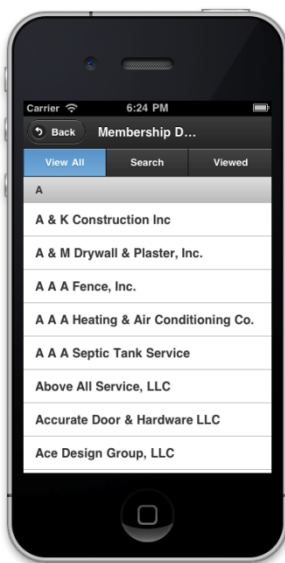 Carrier 6:24 PM
Back Membership D...
View All Search Viewed
A
A & K Construction Inc
A & M Drywall & Plaster, Inc.
A A A Fence, Inc.
A A A Heating & Air Conditioning Co.
A A A Septic Tank Service
Above All Service, LLC
Accurate Door & Hardware LLC
Ace Design Group, LLC